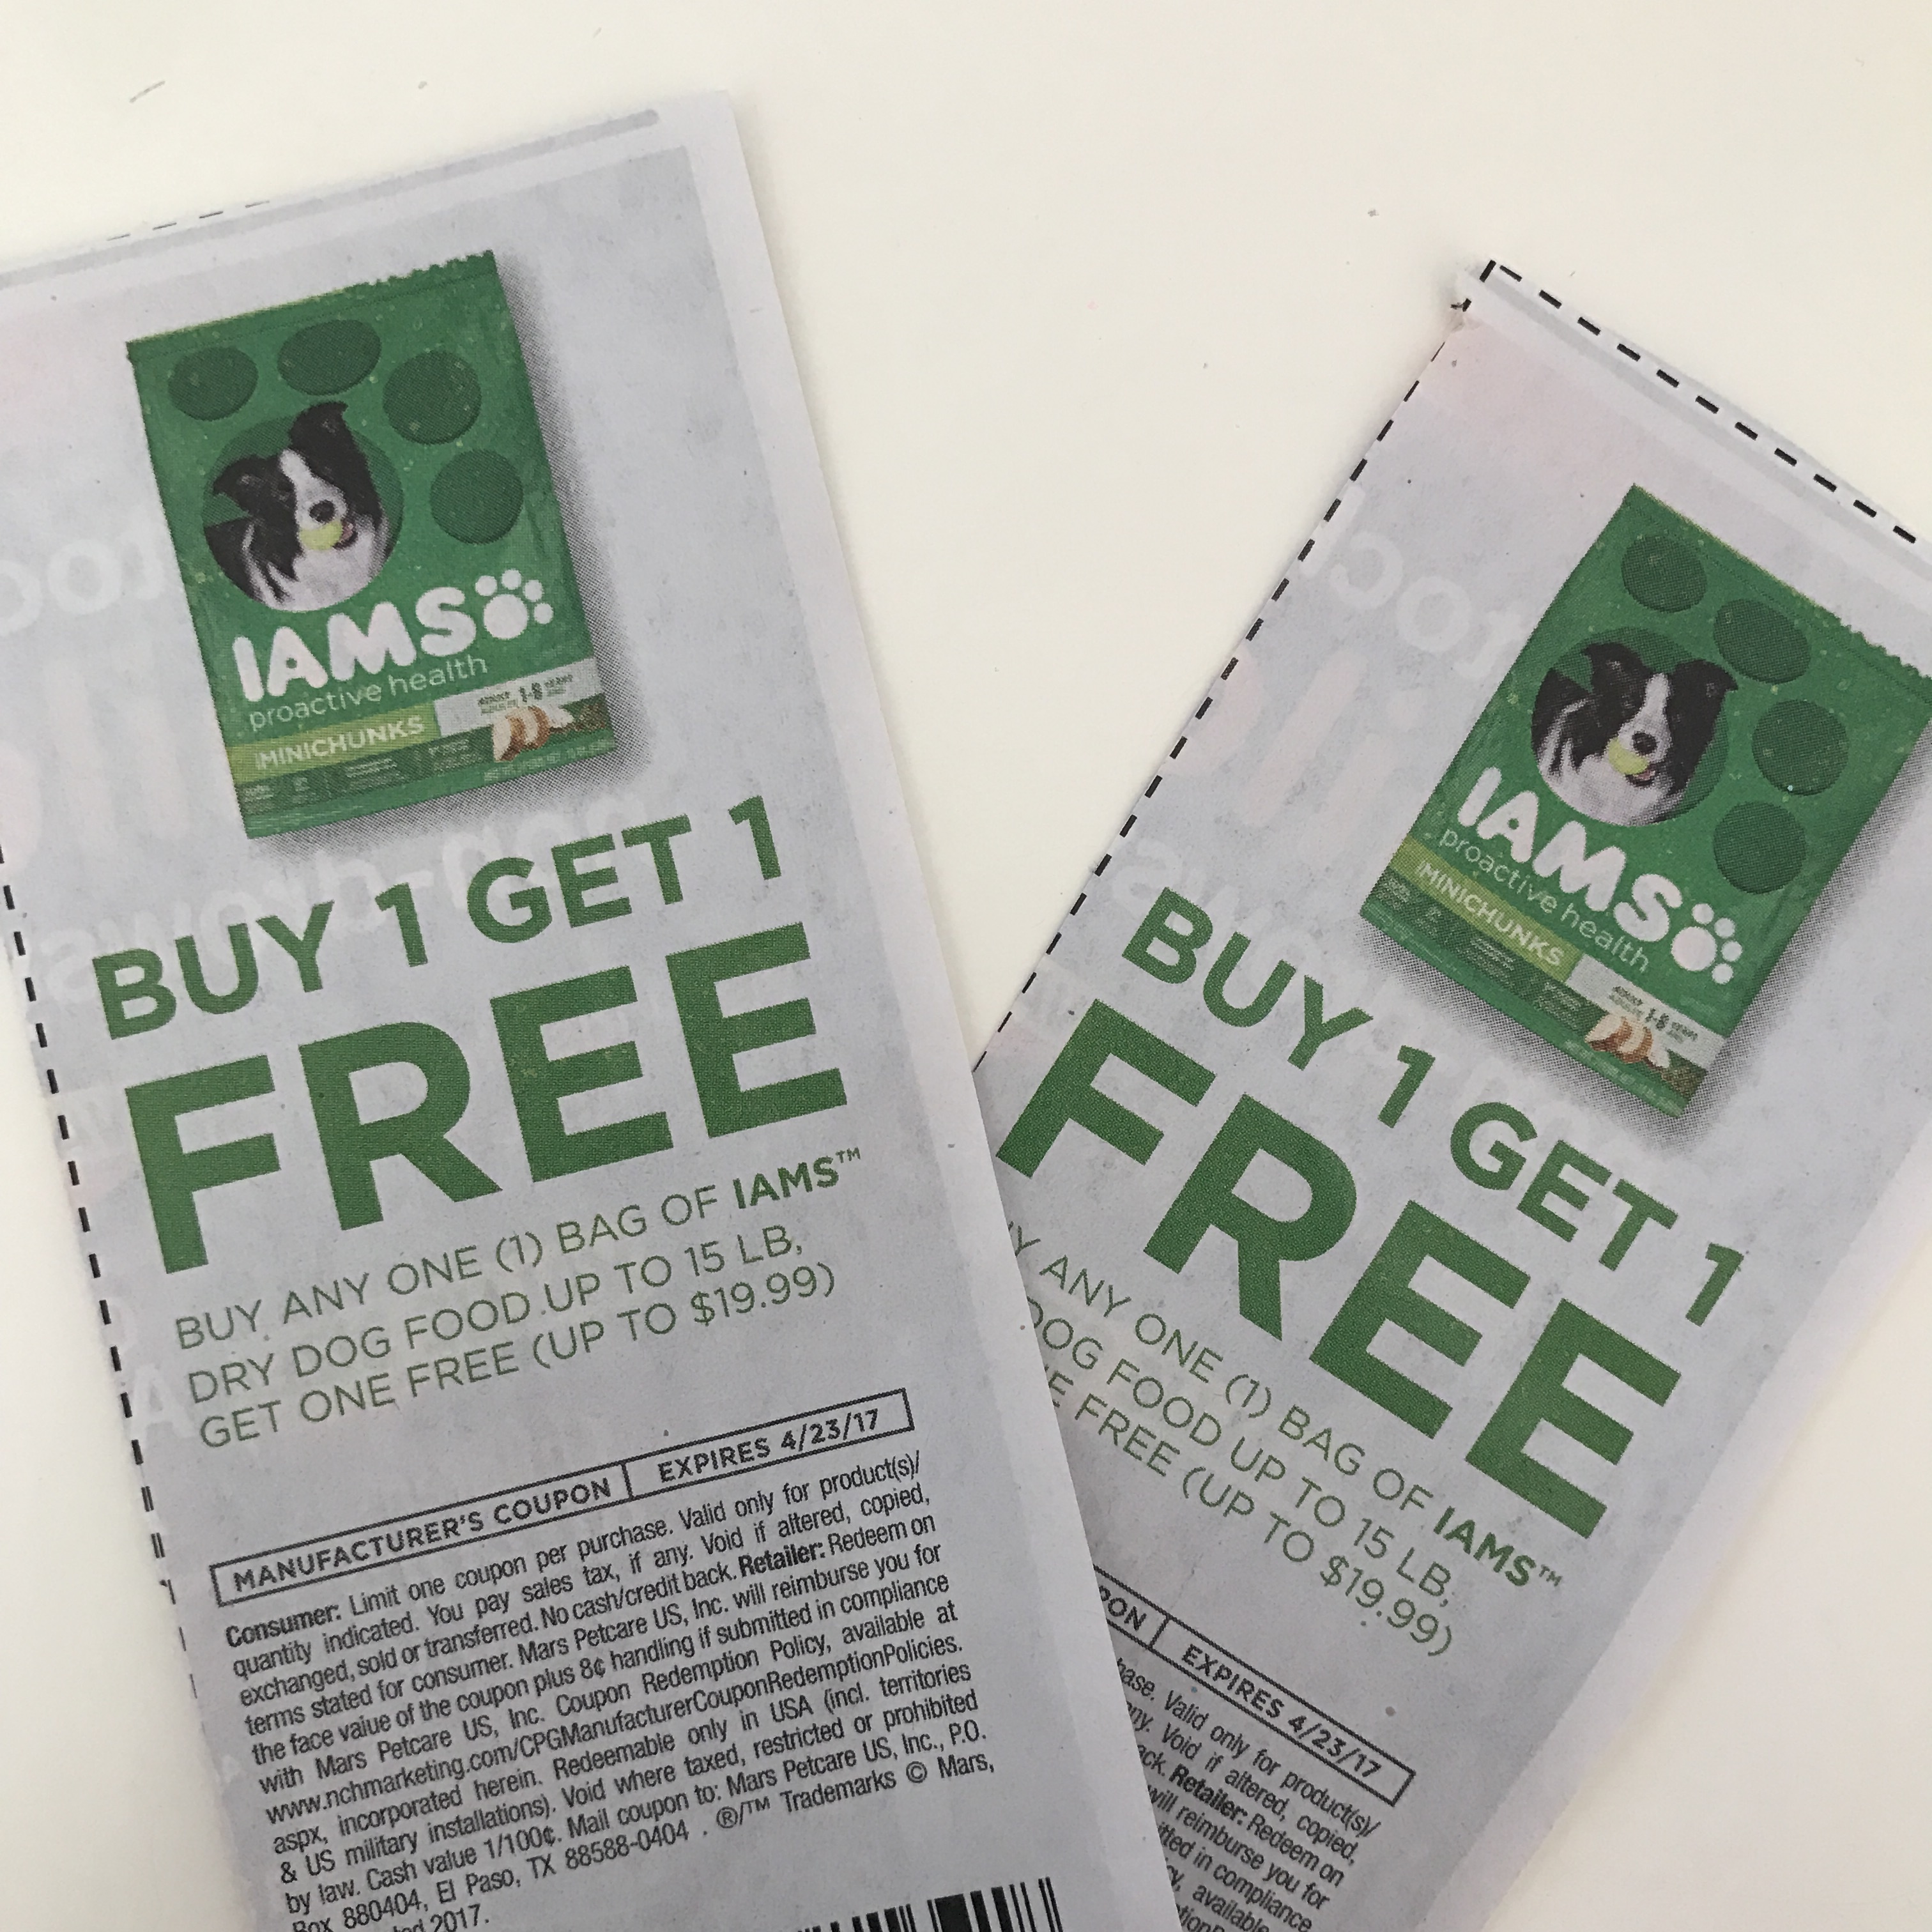 IAMS
proactive health
MINICHUNKS
ADULT 1-8 YEARS
BUY 1 GET 1
FREE
BUY ANY ONE (1) BAG OF IAMS™
DRY DOG FOOD UP TO 15 LB,
GET ONE FREE (UP TO $19.99)
MANUFACTURER'S COUPON EXPIRES 4/23/17
Consumer: Limit one coupon per purchase. Valid only for product(s)/
quantity indicated. You pay sales tax, if any. Void if altered, copied,
exchanged, sold or transferred. No cash/credit back. Retailer: Redeem on
terms stated for consumer. Mars Petcare US, Inc. will reimburse you for
the face value of the coupon plus 8¢ handling if submitted in compliance
with Mars Petcare US, Inc. Coupon Redemption Policy, available at
www.nchmarketing.com/CPGManufacturerCouponRedemptionPolicies.
aspx, incorporated herein. Redeemable only in USA (incl. territories
& US military installations). Void where taxed, restricted or prohibited
by law. Cash value 1/100¢. Mail coupon to: Mars Petcare US, Inc., P.O.
Box 880404, El Paso, TX 88588-0404 . ®/™ Trademarks © Mars,
2017.
IAMS
proactive health
MINICHUNKS
ADULT 1-8 YEARS
BUY 1 GET 1
FREE
ANY ONE (1) BAG OF IAMS™
DOG FOOD UP TO 15 LB,
FREE (UP TO $19.99)
EXPIRES 4/23/17
Valid only for product(s)/
Void if altered, copied,
Retailer: Redeem on
will reimburse you for
in compliance
available